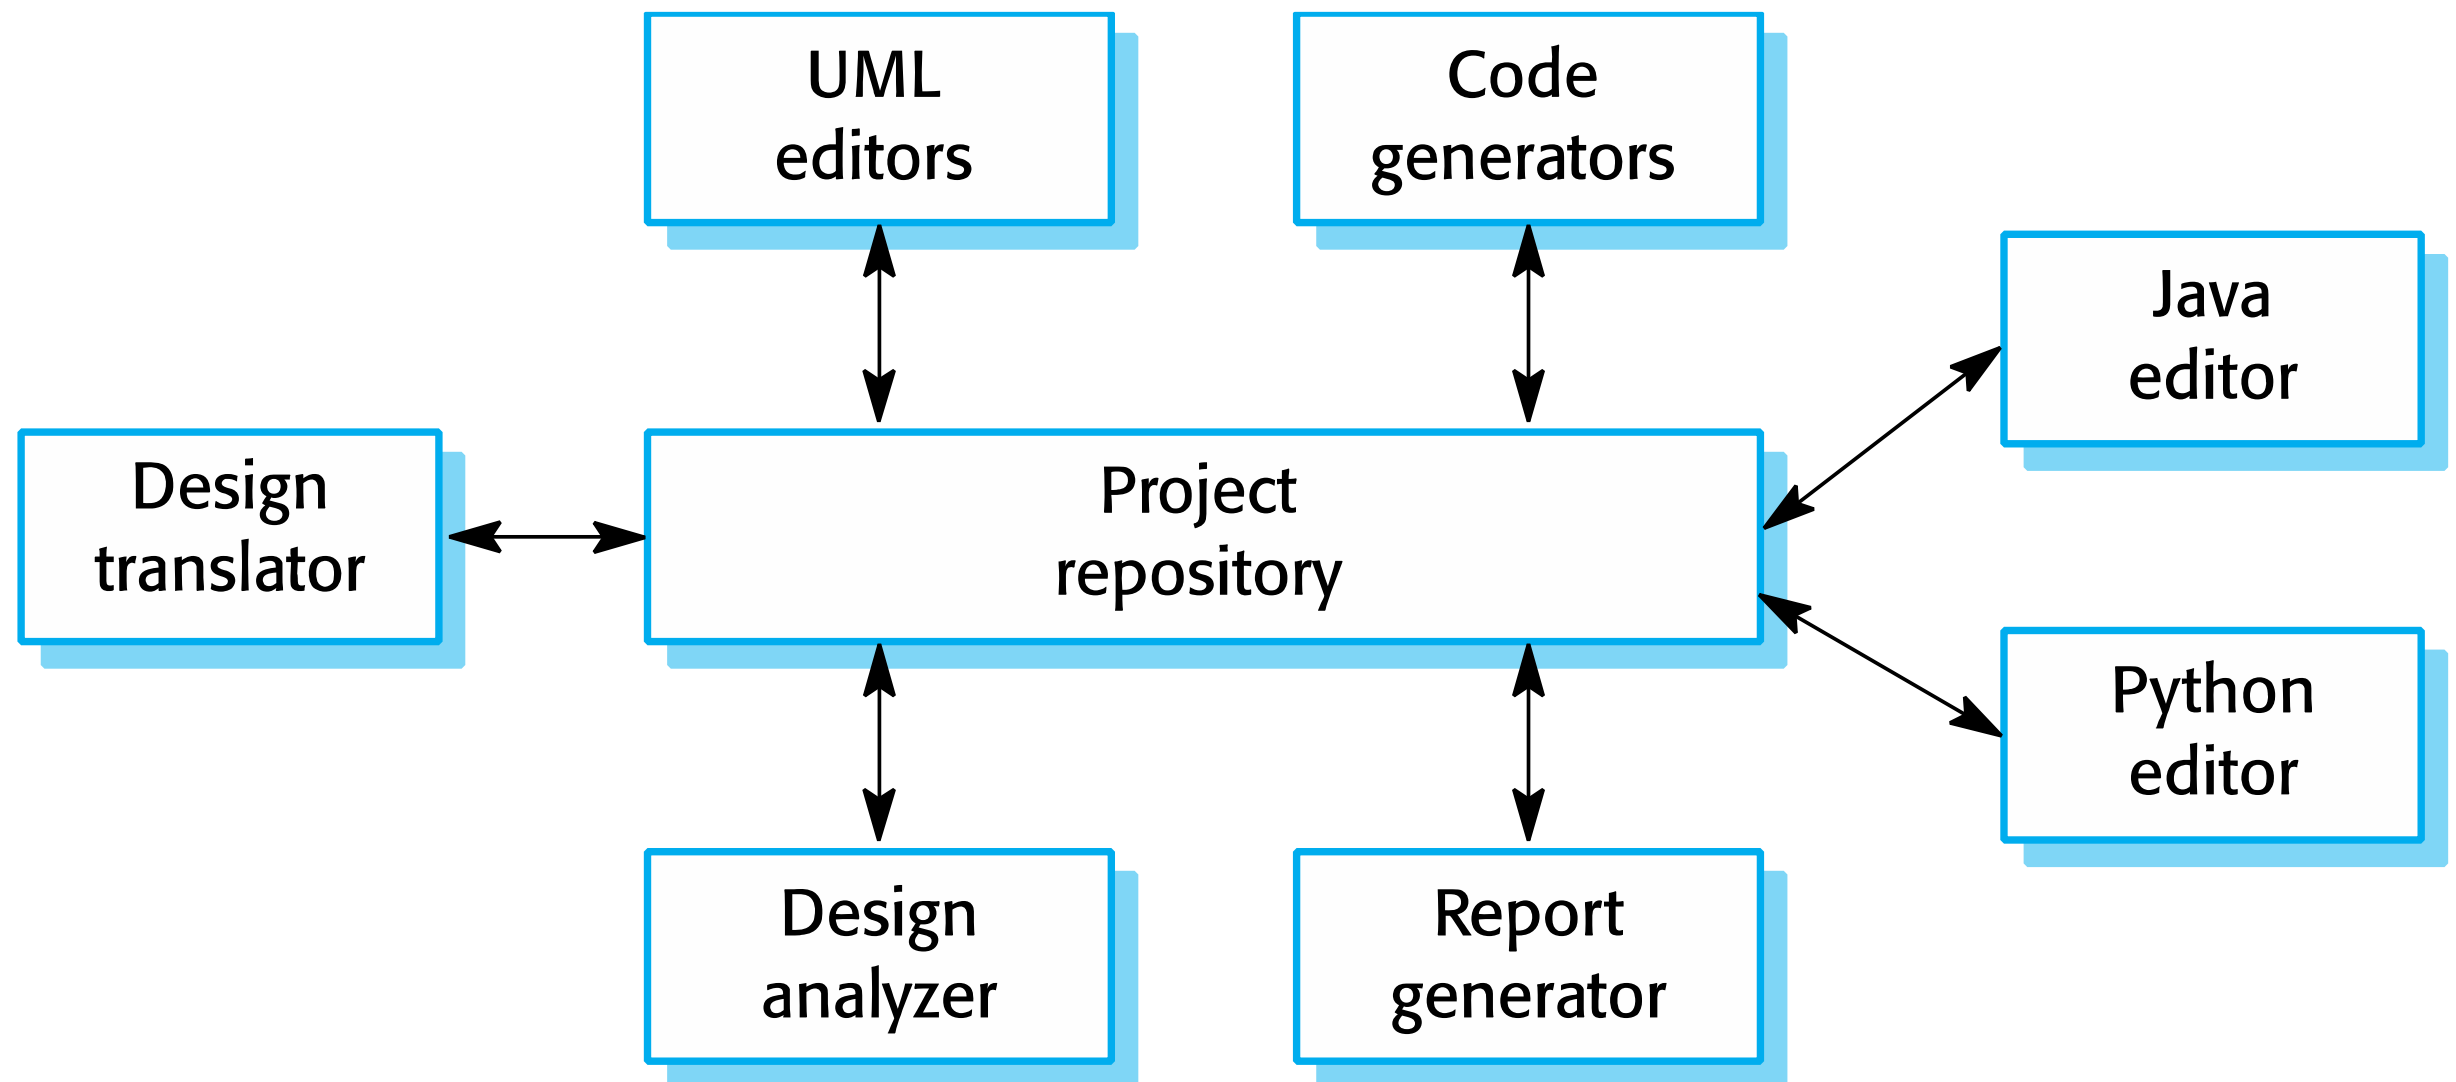 UML
editors
Code
generators
Java
editor
Design
translator
Project
repository
Python
editor
Design
analyzer
Report
generator